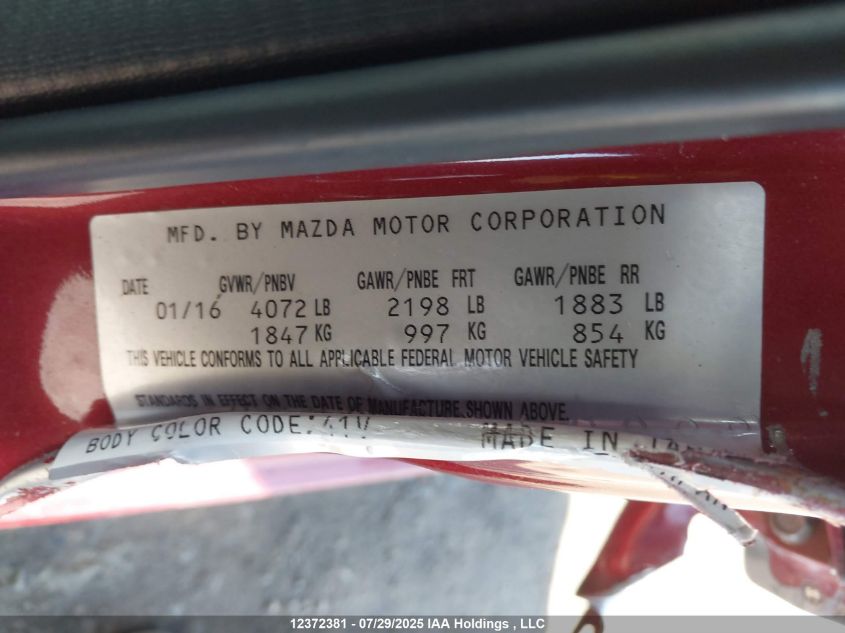 MFD. BY MAZDA MOTOR CORPORATION
DATE GVWR/PNBV GAWR/PNBE FRT GAWR/PNBE RR
01/16 4072 LB 2198 LB 1883 LB
1847 KG 997 KG 854 KG
THIS VEHICLE CONFORMS TO ALL APPLICABLE FEDERAL MOTOR VEHICLE SAFETY
STANDARDS IN EFFECT ON THE DATE OF MANUFACTURE SHOWN ABOVE.
BODY COLOR CODE:41V MADE IN
12372381 - 07/29/2025 IAA Holdings , LLC